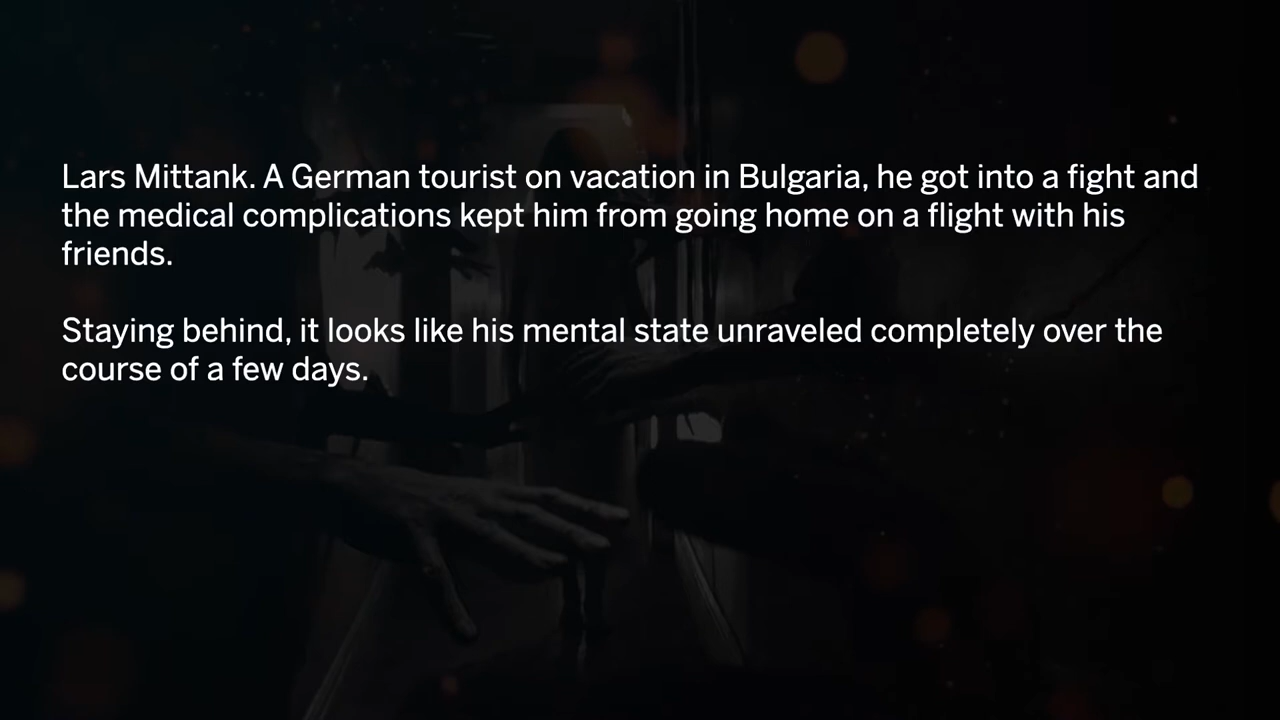 Lars Mittank. A German tourist on vacation in Bulgaria, he got into a fight and
the medical complications kept him from going home on a flight with his
friends.
Staying behind, it looks like his mental state unraveled completely over the
course of a few days.